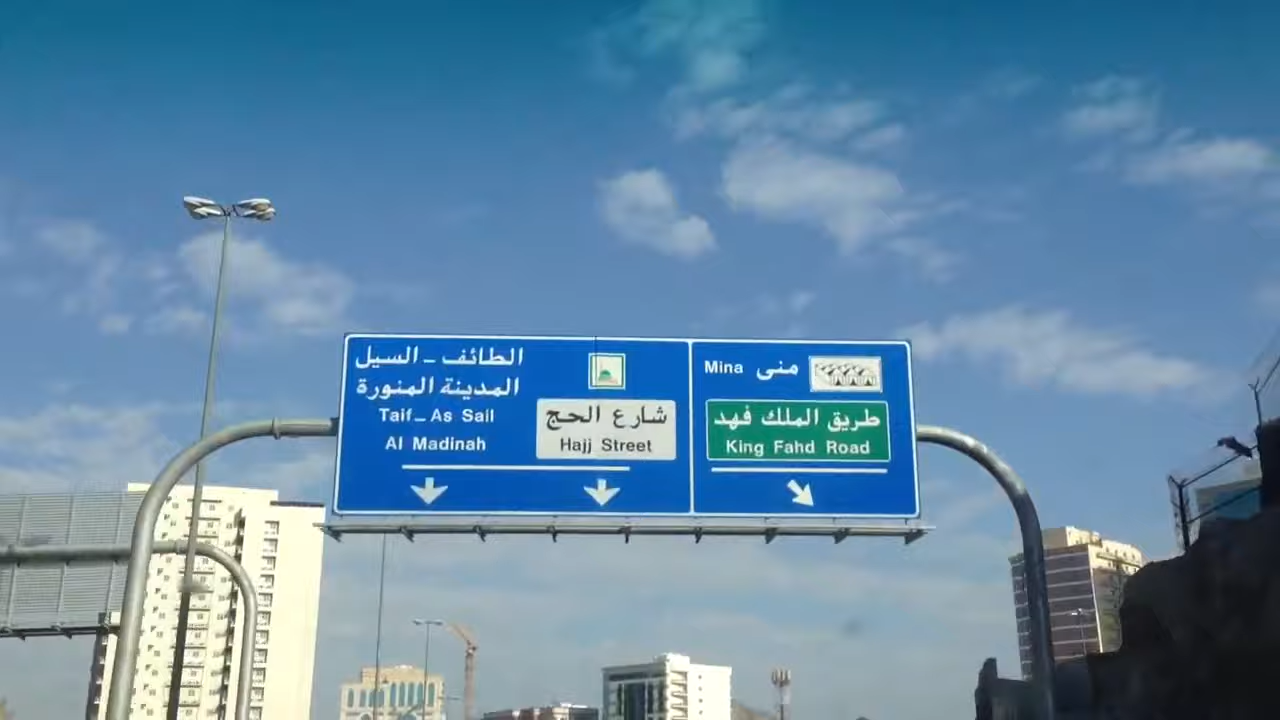 الطائف - السيل
المدينة المنورة
Taif - As Sail
Al Madinah
شارع الحج
Hajj Street
Mina منى
طريق الملك فهد
King Fahd Road